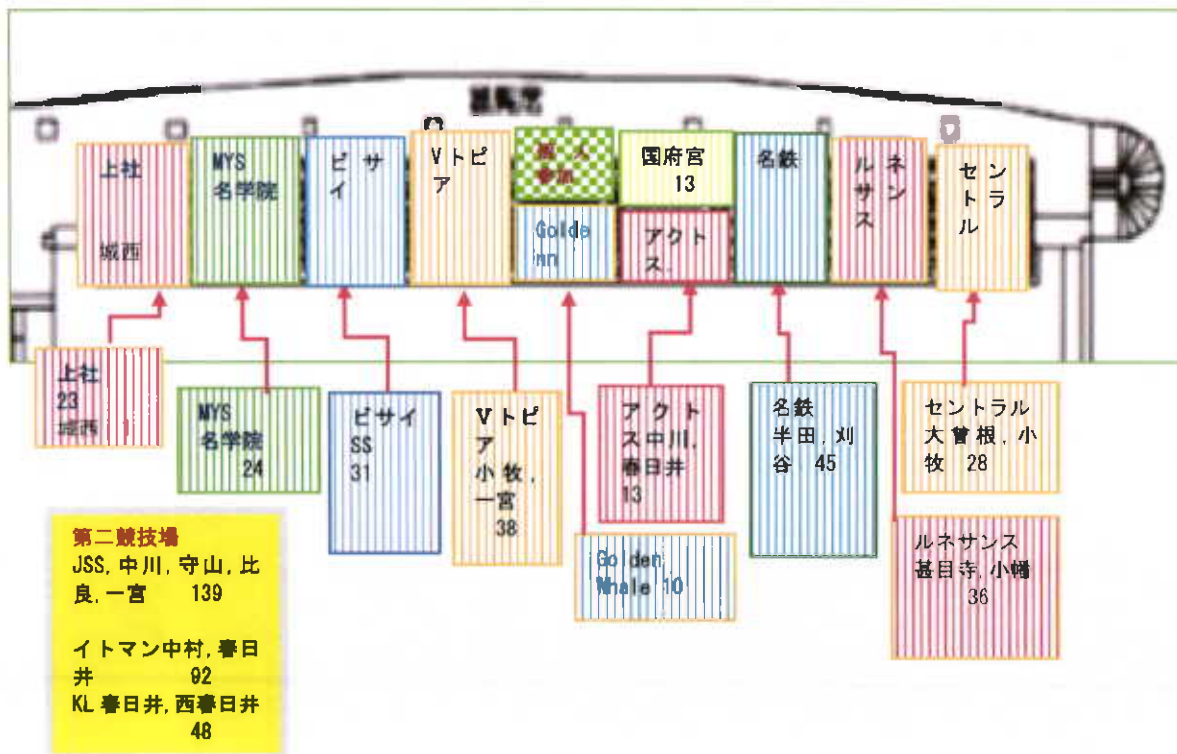 上社
城西
MYS
名学院
ビサ
イ
Vトピ
ア
個人
参加
Golde
nn
国府宮
13
アクト
ス.
名鉄
ルネン
サス
セン
トラ
ル
上社
23
城西
MYS
名学院
24
ビサイ
SS
31
Vトピ
ア
小牧,
一宮
38
アクト
ス中川,
春日井
13
Golden
Whale 10
名鉄
半田,刈
谷 45
セントラル
大曽根,小
牧 28
ルネサンス
甚目寺,小幡
36
第二競技場
JSS,中川,守山,比
良,一宮 139
イトマン中村,春日
井 92
KL 春日井,西春日井
48